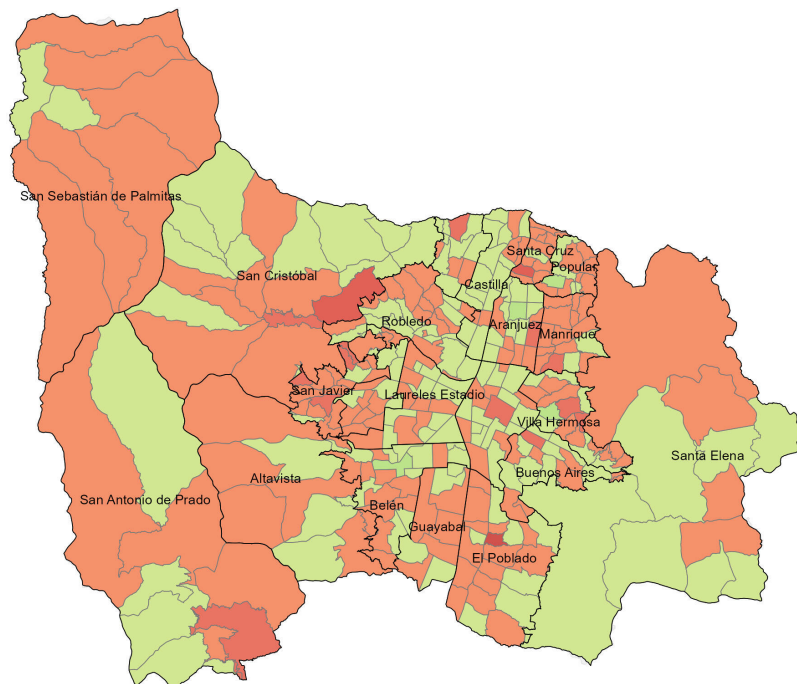 San Sebastián de Palmitas
San Cristóbal
Santa Cruz
Popular
Castilla
Robledo
Aranjuez
Manrique
San Javier
Laureles Estadio
Villa Hermosa
Santa Elena
Buenos Aires
Altavista
San Antonio de Prado
Belén
Guayabal
El Poblado